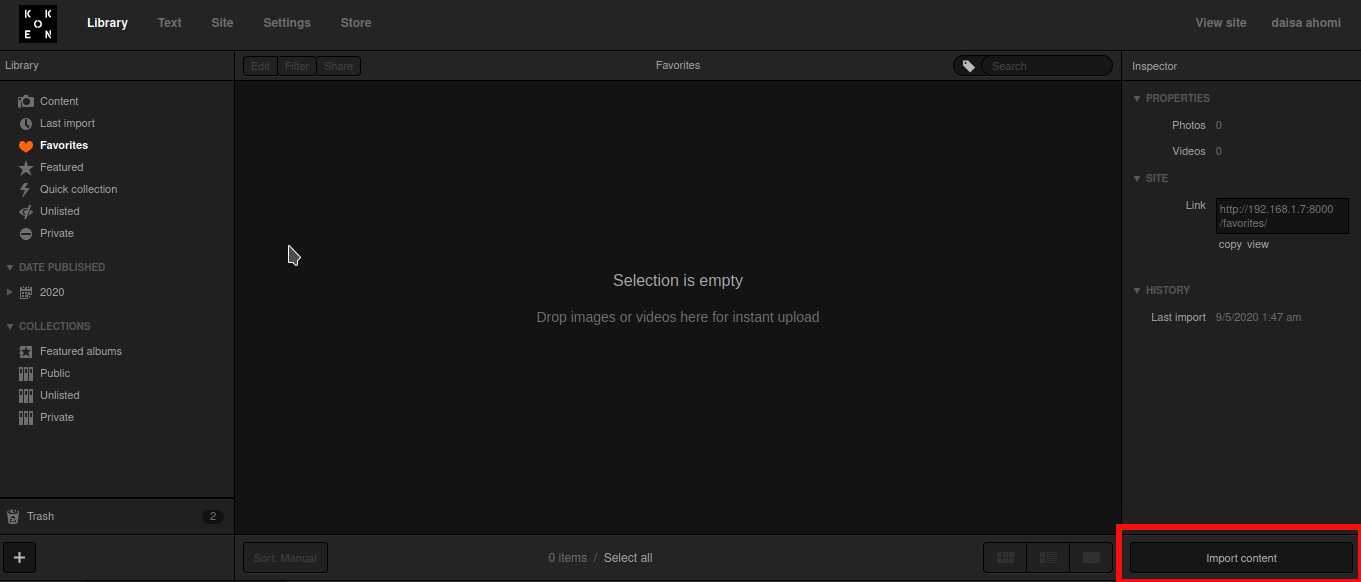 K K
O
E N
Library
Text
Site
Settings
Store
View site
daisa ahomi
Library
Edit
Filter
Share
Favorites
Search
Inspector
Content
Last import
Favorites
Featured
Quick collection
Unlisted
Private
DATE PUBLISHED
2020
COLLECTIONS
Featured albums
Public
Unlisted
Private
Trash
2
+
Selection is empty
Drop images or videos here for instant upload
Sort: Manual
0 items / Select all
PROPERTIES
Photos 0
Videos 0
SITE
Link http://192.168.1.7:8000
/favorites/
copy view
HISTORY
Last import 9/5/2020 1:47 am
Import content